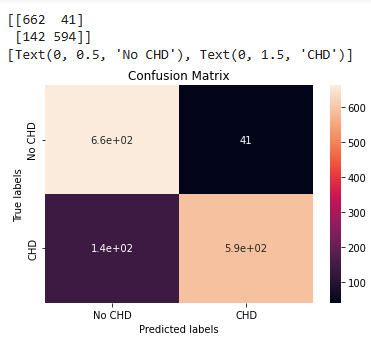 [[662  41]
 [142 594]]
[Text(0, 0.5, 'No CHD'), Text(0, 1.5, 'CHD')]
Confusion Matrix
No CHD
6.6e+02
41
CHD
1.4e+02
5.9e+02
True labels
No CHD
CHD
Predicted labels
600
500
400
300
200
100